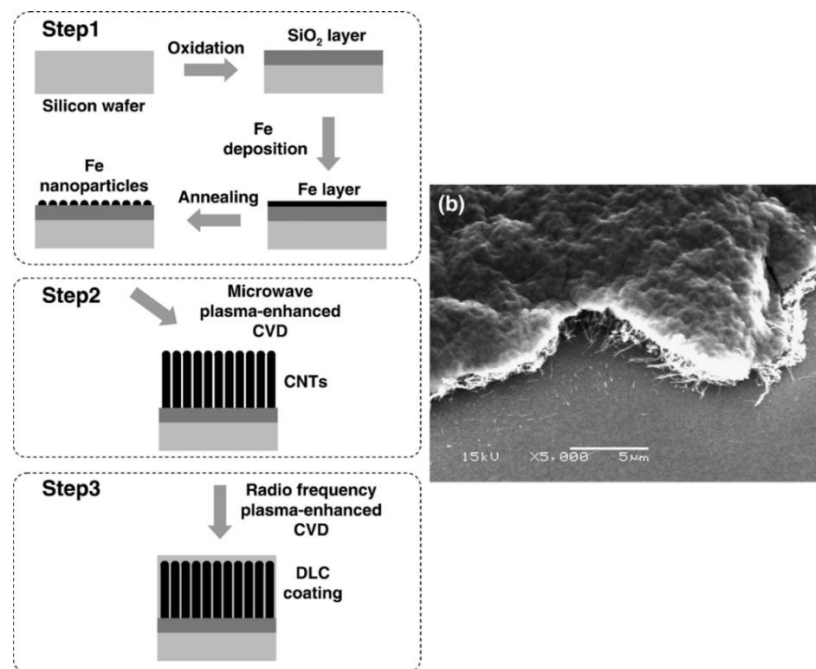 Step1
Oxidation
SiO₂ layer
Silicon wafer
Fe
deposition
Fe
nanoparticles
Annealing
Fe layer
Step2
Microwave
plasma-enhanced
CVD
CNTs
Step3
Radio frequency
plasma-enhanced
CVD
DLC
coating
(b)
15kV X5,000 5μm